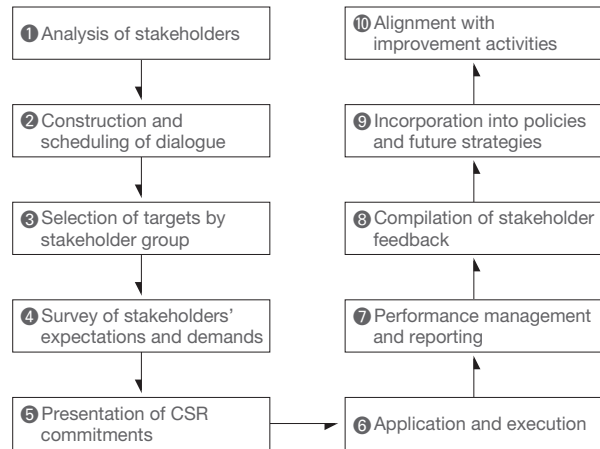 ❶ Analysis of stakeholders
❷ Construction and
scheduling of dialogue
❸ Selection of targets by
stakeholder group
❹ Survey of stakeholders’
expectations and demands
❺ Presentation of CSR
commitments
❻ Application and execution
❼ Performance management
and reporting
❽ Compilation of stakeholder
feedback
❾ Incorporation into policies
and future strategies
❿ Alignment with
improvement activities